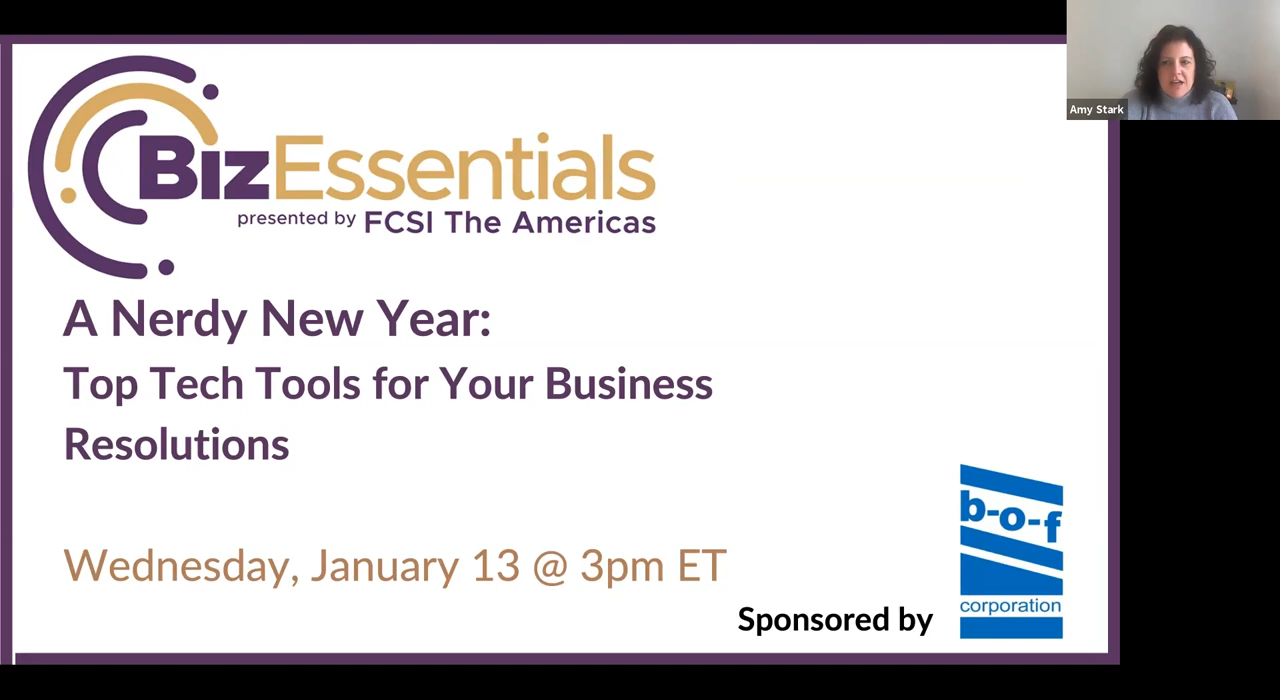 Amy Stark
BizEssentials
presented by FCSI The Americas
A Nerdy New Year:
Top Tech Tools for Your Business
Resolutions
Wednesday, January 13 @ 3pm ET
Sponsored by
b-o-f
corporation